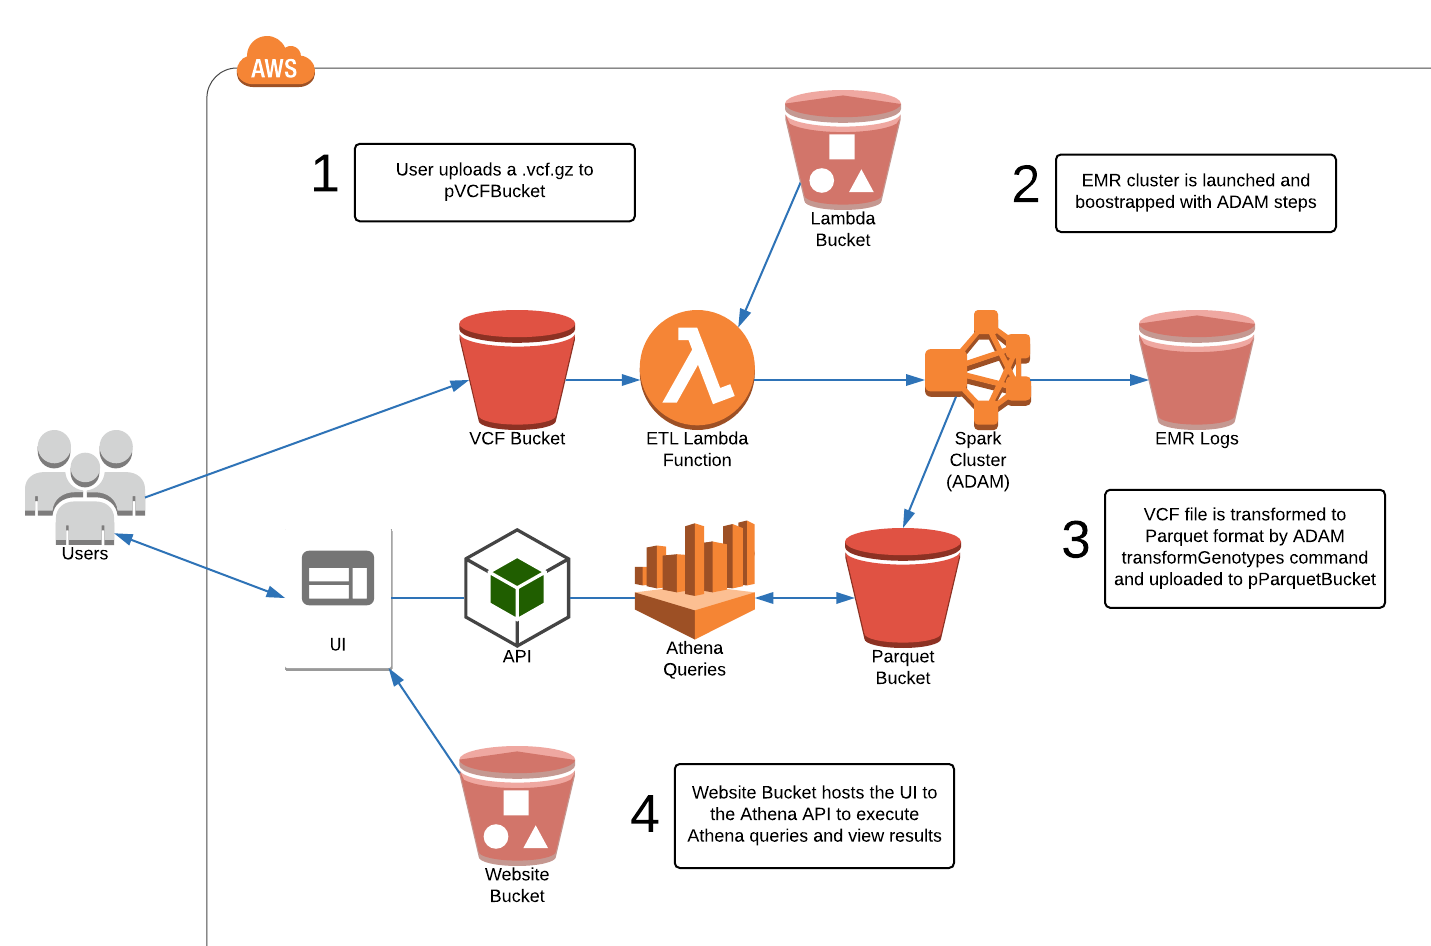 AWS
1
User uploads a .vcf.gz to
pVCFBucket
Lambda
Bucket
2
EMR cluster is launched and
boostrapped with ADAM steps
VCF Bucket
ETL Lambda
Function
Spark
Cluster
(ADAM)
EMR Logs
Users
UI
API
Athena
Queries
Parquet
Bucket
3
VCF file is transformed to
Parquet format by ADAM
transformGenotypes command
and uploaded to pParquetBucket
Website
Bucket
4
Website Bucket hosts the UI to
the Athena API to execute
Athena queries and view results